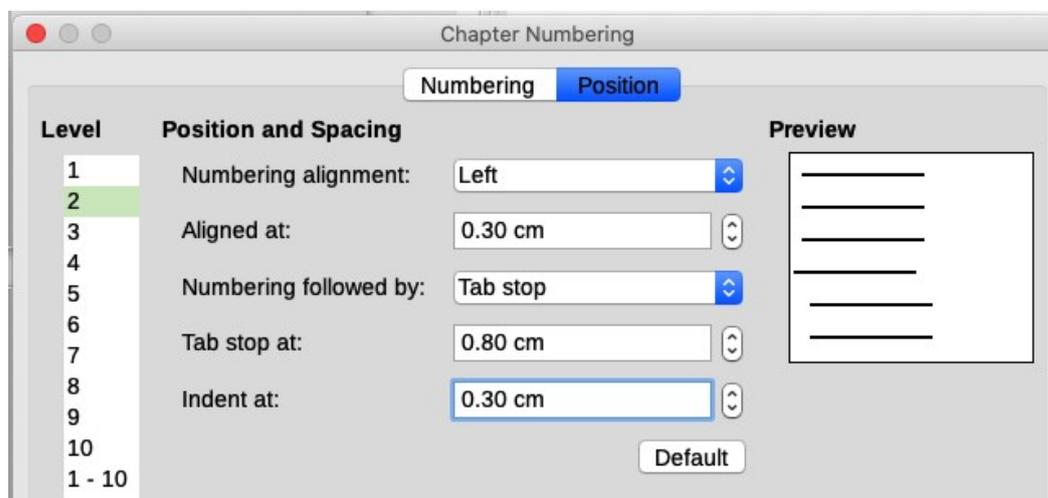 Chapter Numbering
Numbering Position
Level
1
2
3
4
5
6
7
8
9
10
1 - 10
Position and Spacing
Numbering alignment: Left
Aligned at: 0.30 cm
Numbering followed by: Tab stop
Tab stop at: 0.80 cm
Indent at: 0.30 cm
Default
Preview